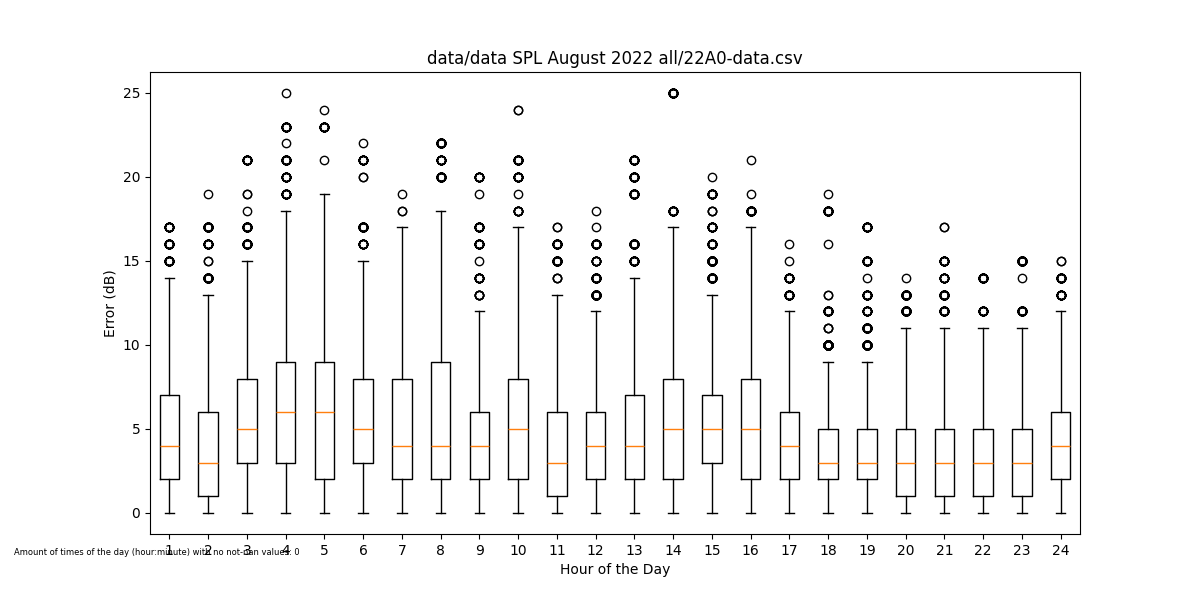 data/data SPL August 2022 all/22A0-data.csv
Error (dB)
25
20
15
10
5
0
1 2 3 4 5 6 7 8 9 10 11 12 13 14 15 16 17 18 19 20 21 22 23 24
Amount of times of the day (hour:minute) with no not-nan values: 0
Hour of the Day